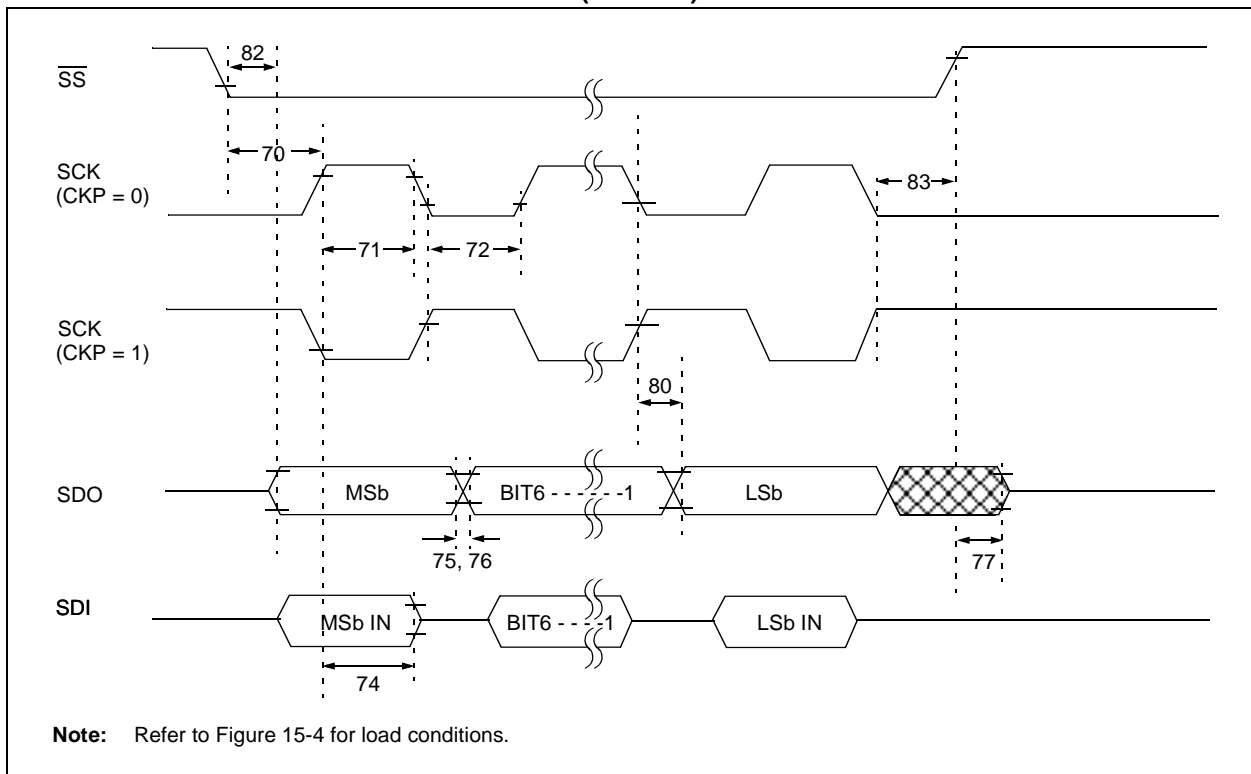 82
SS
70
SCK
(CKP = 0)
83
71
72
SCK
(CKP = 1)
80
SDO
MSb
BIT6 - - - - - -1
LSb
75, 76
77
SDI
MSb IN
BIT6 - - - -1
LSb IN
74
Note: Refer to Figure 15-4 for load conditions.